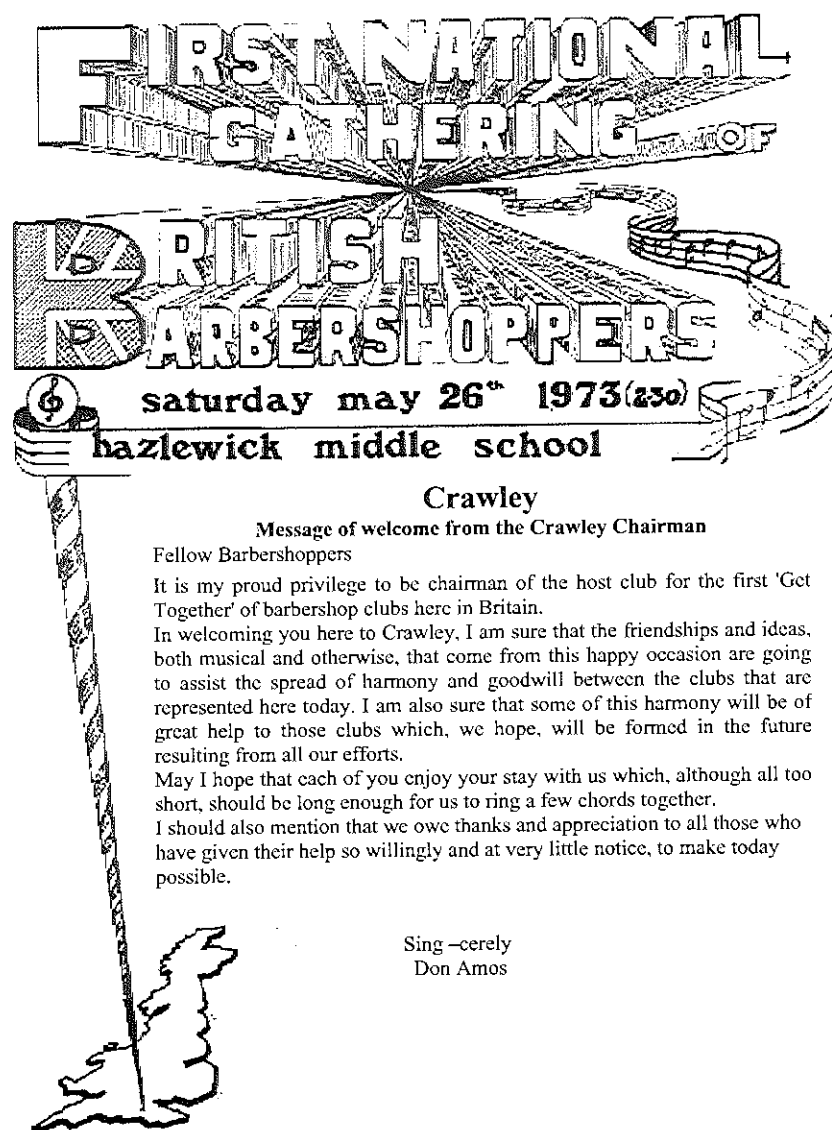 FIRST NATIONAL
GATHERING OF
BRITISH
BARBERSHOPPERS
saturday may 26th 1973 (2:30)
hazlewick middle school
Crawley
Message of welcome from the Crawley Chairman
Fellow Barbershoppers
It is my proud privilege to be chairman of the host club for the first 'Get
Together' of barbershop clubs here in Britain.
In welcoming you here to Crawley, I am sure that the friendships and ideas,
both musical and otherwise, that come from this happy occasion are going
to assist the spread of harmony and goodwill between the clubs that are
represented here today. I am also sure that some of this harmony will be of
great help to those clubs which, we hope, will be formed in the future
resulting from all our efforts.
May I hope that each of you enjoy your stay with us which, although all too
short, should be long enough for us to ring a few chords together.
I should also mention that we owe thanks and appreciation to all those who
have given their help so willingly and at very little notice, to make today
possible.
Sing –cerely
Don Amos